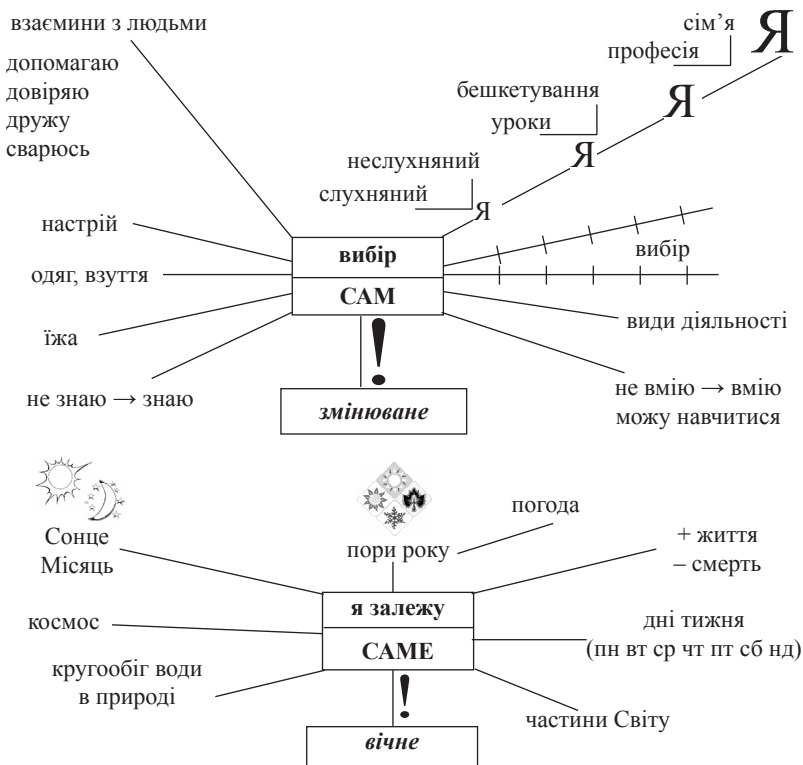 взаємини з людьми
допомагаю
довіряю
дружу
сварюсь
сім’я
професія
Я
бешкетування
уроки
Я
неслухняний
слухняний
Я
Я
настрій
одяг, взуття
їжа
не знаю → знаю
вибір
САМ
!
змінюване
вибір
види діяльності
не вмію → вмію
можу навчитися
Сонце
Місяць
космос
кругообіг води
в природі
пори року
погода
я залежу
САМЕ
!
вічне
+ життя
– смерть
дні тижня
(пн вт ср чт пт сб нд)
частини Світу